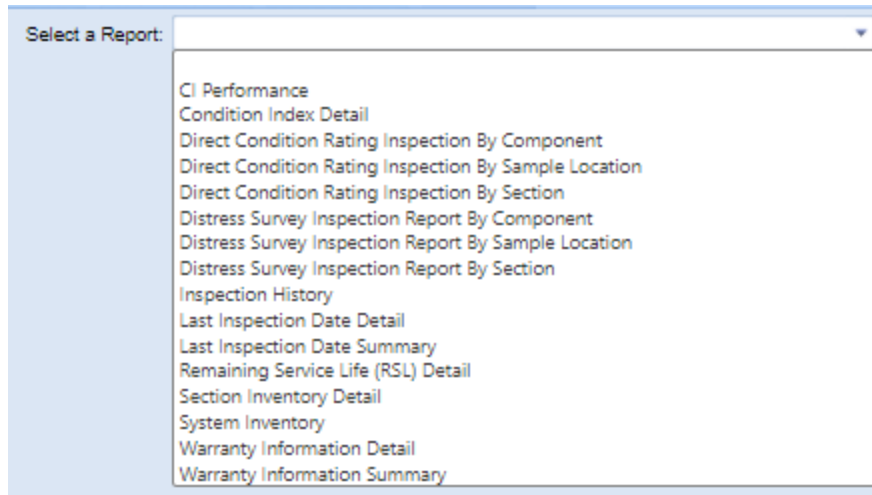 Select a Report:
CI Performance
Condition Index Detail
Direct Condition Rating Inspection By Component
Direct Condition Rating Inspection By Sample Location
Direct Condition Rating Inspection By Section
Distress Survey Inspection Report By Component
Distress Survey Inspection Report By Sample Location
Distress Survey Inspection Report By Section
Inspection History
Last Inspection Date Detail
Last Inspection Date Summary
Remaining Service Life (RSL) Detail
Section Inventory Detail
System Inventory
Warranty Information Detail
Warranty Information Summary